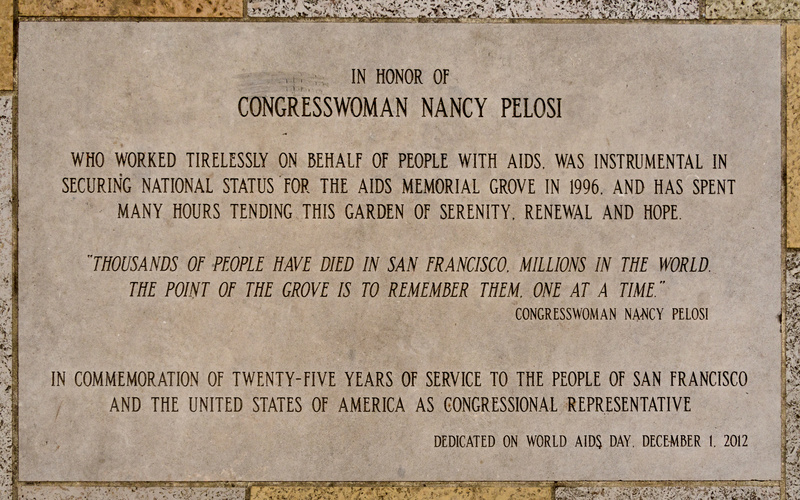 IN HONOR OF
CONGRESSWOMAN NANCY PELOSI
WHO WORKED TIRELESSLY ON BEHALF OF PEOPLE WITH AIDS, WAS INSTRUMENTAL IN
SECURING NATIONAL STATUS FOR THE AIDS MEMORIAL GROVE IN 1996, AND HAS SPENT
MANY HOURS TENDING THIS GARDEN OF SERENITY, RENEWAL AND HOPE.
"THOUSANDS OF PEOPLE HAVE DIED IN SAN FRANCISCO, MILLIONS IN THE WORLD.
THE POINT OF THE GROVE IS TO REMEMBER THEM, ONE AT A TIME."
CONGRESSWOMAN NANCY PELOSI
IN COMMEMORATION OF TWENTY-FIVE YEARS OF SERVICE TO THE PEOPLE OF SAN FRANCISCO
AND THE UNITED STATES OF AMERICA AS CONGRESSIONAL REPRESENTATIVE
DEDICATED ON WORLD AIDS DAY, DECEMBER 1, 2012